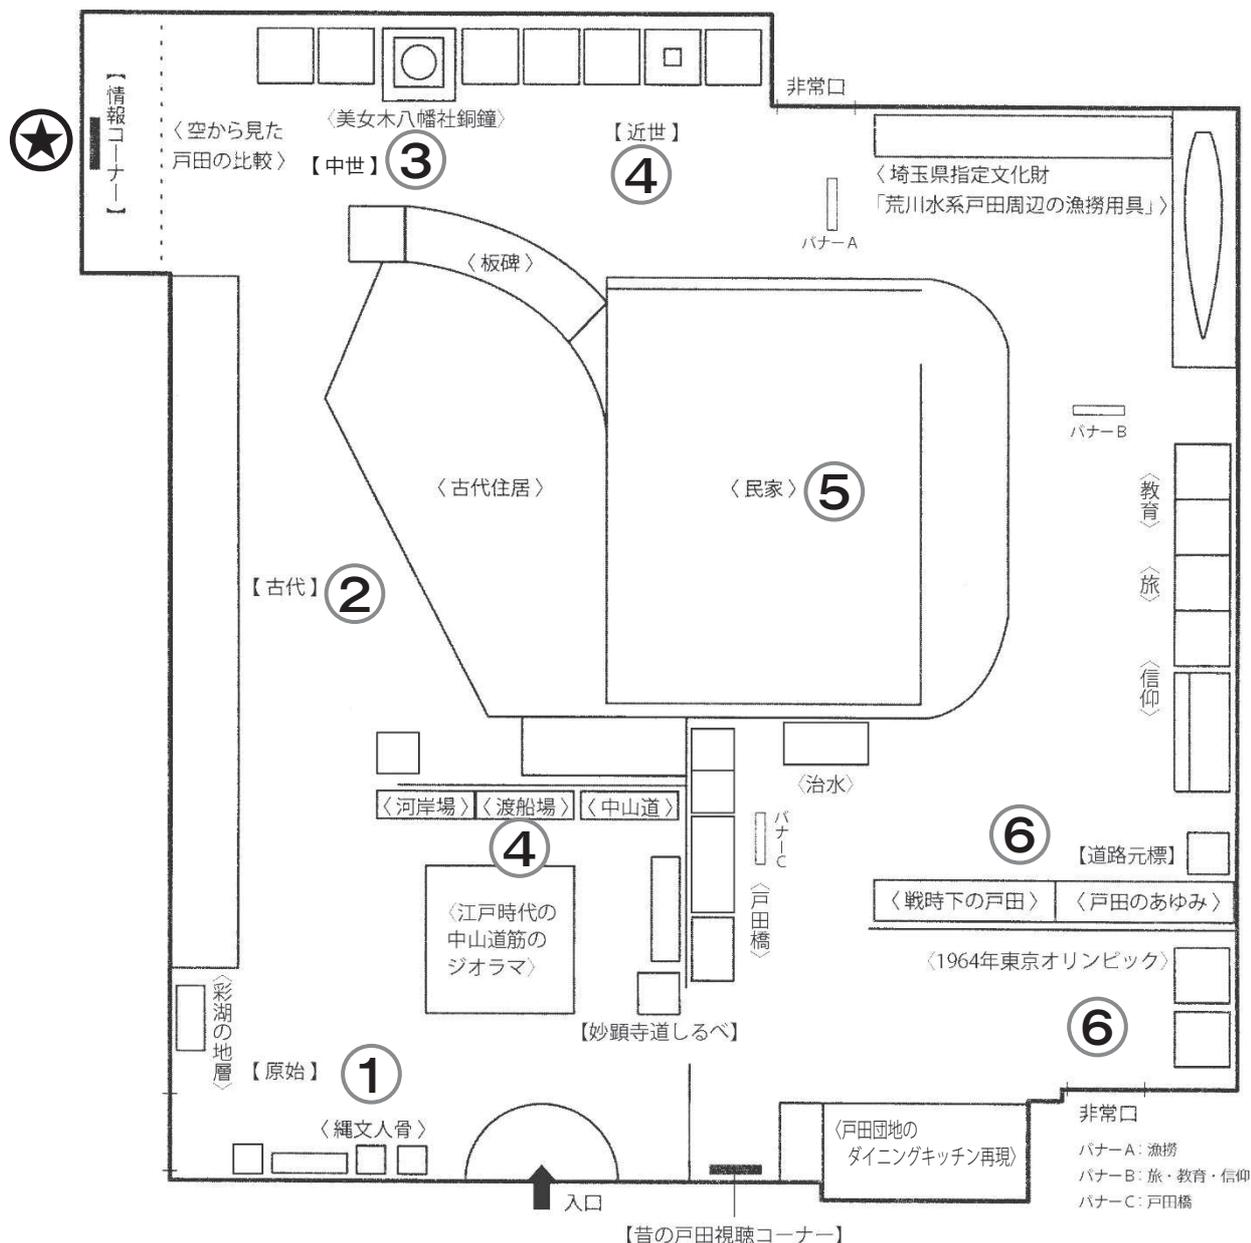 非常口
【情報コーナー】
★
〈空から見た
戸田の比較〉
〈美女木八幡社銅鐘〉
【中世】
③
【近世】
④
〈埼玉県指定文化財
「荒川水系戸田周辺の漁撈用具」〉
バナーA
〈板碑〉
バナーB
〈古代住居〉
〈民家〉
⑤
〈教育〉
〈旅〉
〈信仰〉
【古代】
②
〈治水〉
〈河岸場〉
〈渡船場〉
〈中山道〉
④
バナーC
〈戸田橋〉
⑥
【道路元標】
〈戦時下の戸田〉
〈戸田のあゆみ〉
〈江戸時代の
中山道筋の
ジオラマ〉
〈1964年東京オリンピック〉
⑥
〈彩湖の地層〉
【妙顕寺道しるべ】
【原始】
①
〈縄文人骨〉
〈戸田団地の
ダイニングキッチン再現〉
非常口
バナーA：漁撈
バナーB：旅・教育・信仰
バナーC：戸田橋
入口
【昔の戸田視聴コーナー】